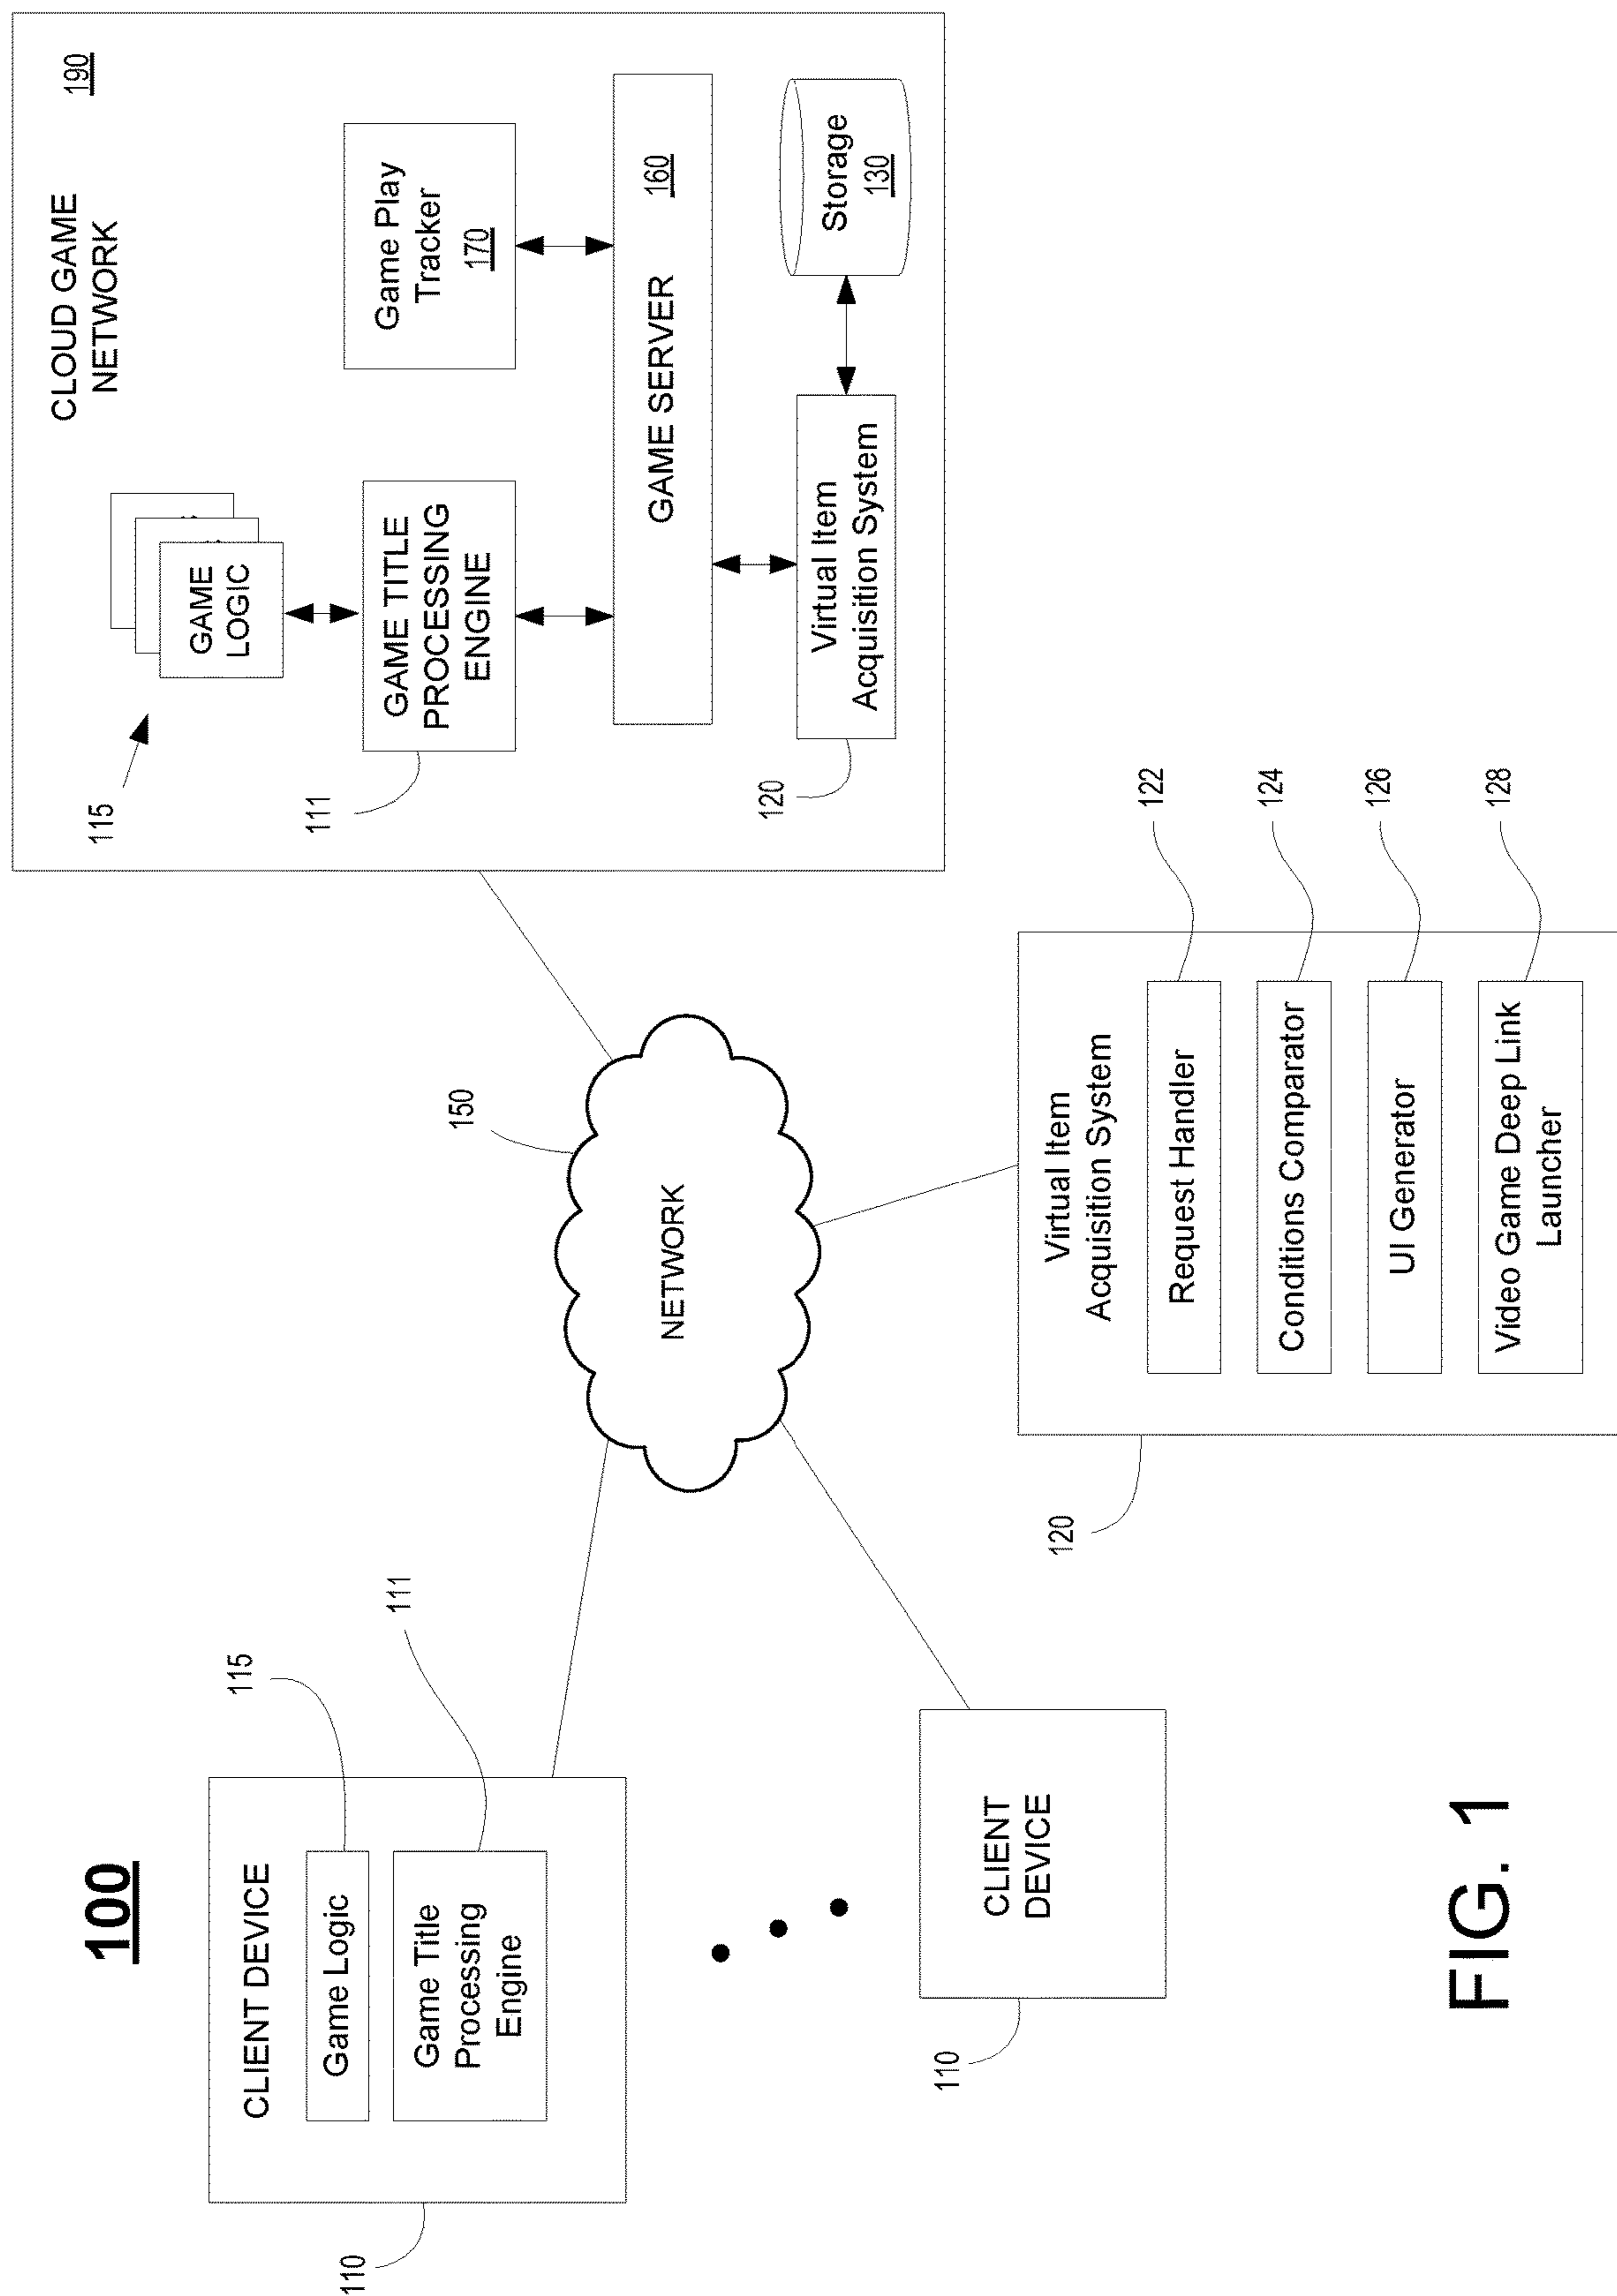 100
CLIENT DEVICE
Game Logic
Game Title
Processing
Engine
110
115
111
CLIENT
DEVICE
110
NETWORK
150
CLOUD GAME
NETWORK
190
115
GAME
LOGIC
GAME TITLE
PROCESSING
ENGINE
111
Game Play
Tracker
170
GAME SERVER
160
Virtual Item
Acquisition System
120
Storage
130
Virtual Item
Acquisition System
Request Handler
122
Conditions Comparator
124
UI Generator
126
Video Game Deep Link
Launcher
128
120
FIG. 1